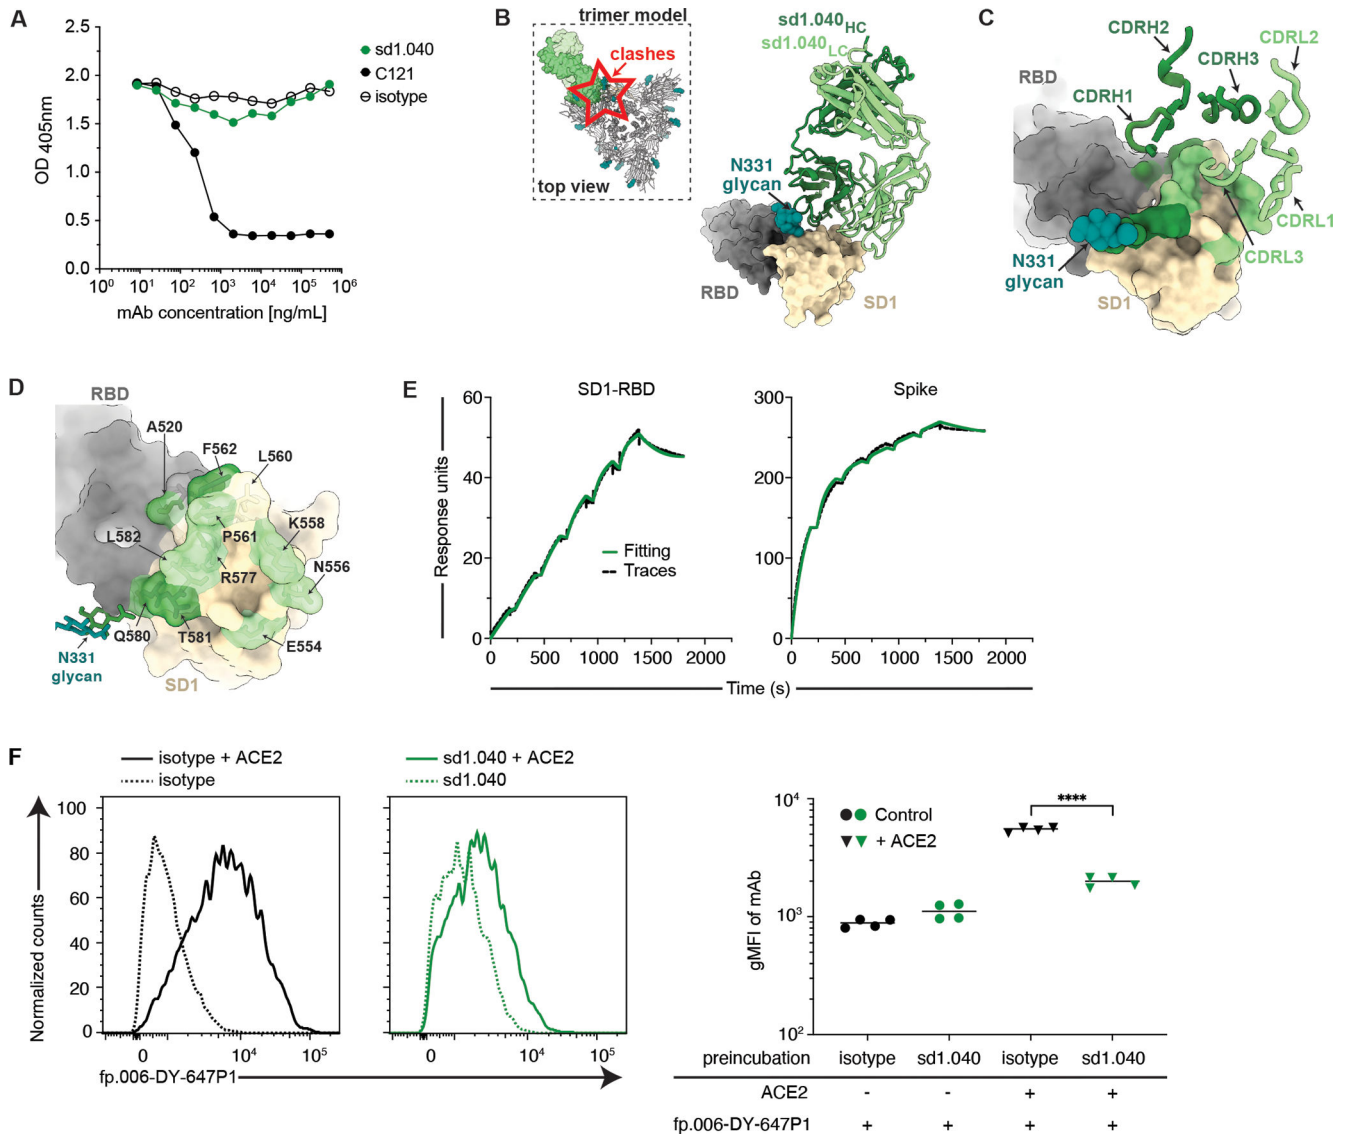 A
2.5
2.0
1.5
1.0
0.5
0.0
OD 405nm
10⁰ 10¹ 10² 10³ 10⁴ 10⁵ 10⁶
mAb concentration [ng/mL]
sd1.040
C121
isotype
B
trimer model
clashes
top view
sd1.040HC
sd1.040LC
N331
glycan
RBD
SD1
C
CDRH2
CDRL2
CDRH3
RBD
CDRH1
CDRL1
CDRL3
N331
glycan
SD1
D
RBD
A520
F562
L560
K558
L582
P561
N556
R577
Q580
T581
E554
N331
glycan
SD1
E
SD1-RBD
Spike
Response units
60
40
20
0
300
200
100
0
Fitting
Traces
0 500 1000 1500 2000
0 500 1000 1500 2000
Time (s)
F
isotype + ACE2
isotype
sd1.040 + ACE2
sd1.040
Normalized counts
100
80
60
40
20
0
0 10⁴ 10⁵
0 10⁴ 10⁵
fp.006-DY-647P1
gMFI of mAb
10⁴
10³
10²
Control
+ ACE2
****
preincubation isotype sd1.040 isotype sd1.040
ACE2 - - + +
fp.006-DY-647P1 + + + +